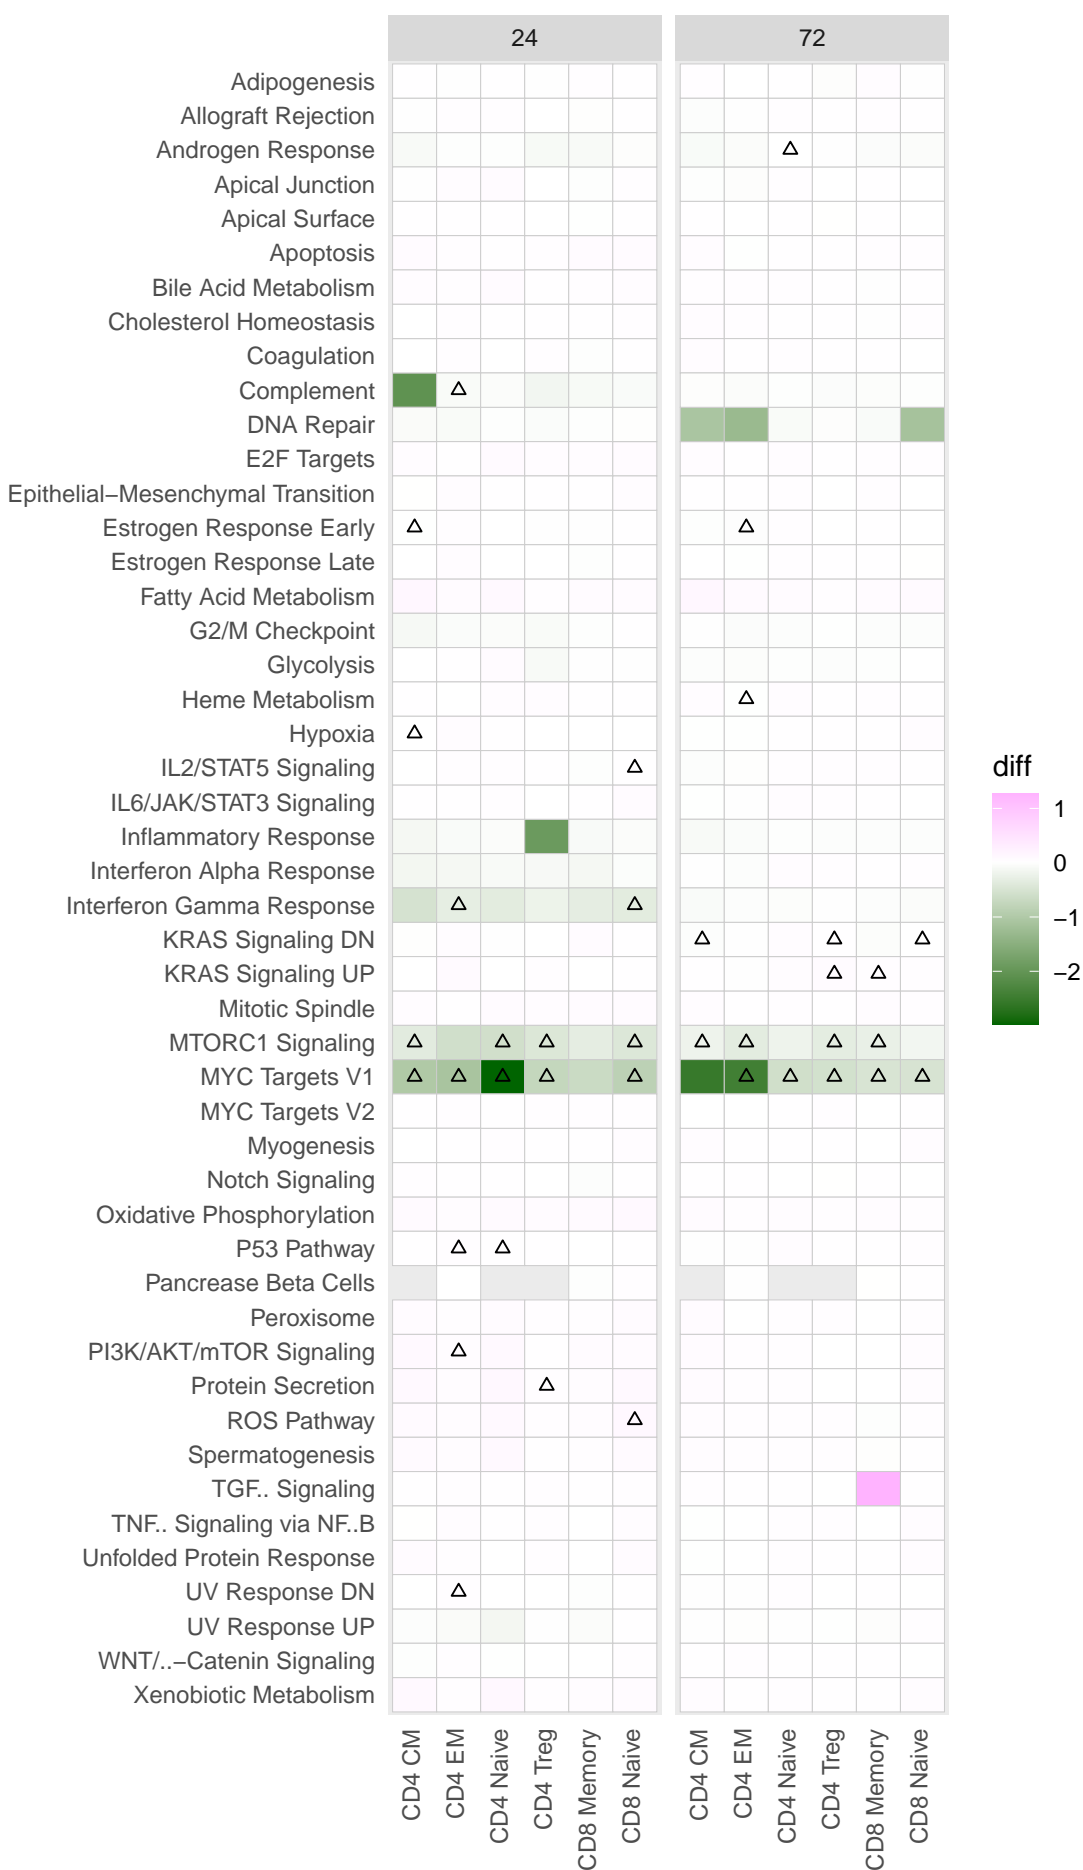 24
72
Adipogenesis
Allograft Rejection
Androgen Response
Apical Junction
Apical Surface
Apoptosis
Bile Acid Metabolism
Cholesterol Homeostasis
Coagulation
Complement
DNA Repair
E2F Targets
Epithelial−Mesenchymal Transition
Estrogen Response Early
Estrogen Response Late
Fatty Acid Metabolism
G2/M Checkpoint
Glycolysis
Heme Metabolism
Hypoxia
IL2/STAT5 Signaling
IL6/JAK/STAT3 Signaling
Inflammatory Response
Interferon Alpha Response
Interferon Gamma Response
KRAS Signaling DN
KRAS Signaling UP
Mitotic Spindle
MTORC1 Signaling
MYC Targets V1
MYC Targets V2
Myogenesis
Notch Signaling
Oxidative Phosphorylation
P53 Pathway
Pancrease Beta Cells
Peroxisome
PI3K/AKT/mTOR Signaling
Protein Secretion
ROS Pathway
Spermatogenesis
TGF.. Signaling
TNF.. Signaling via NF..B
Unfolded Protein Response
UV Response DN
UV Response UP
WNT/..−Catenin Signaling
Xenobiotic Metabolism
CD4 CM
CD4 EM
CD4 Naive
CD4 Treg
CD8 Memory
CD8 Naive
CD4 CM
CD4 EM
CD4 Naive
CD4 Treg
CD8 Memory
CD8 Naive
diff
1
0
−1
−2